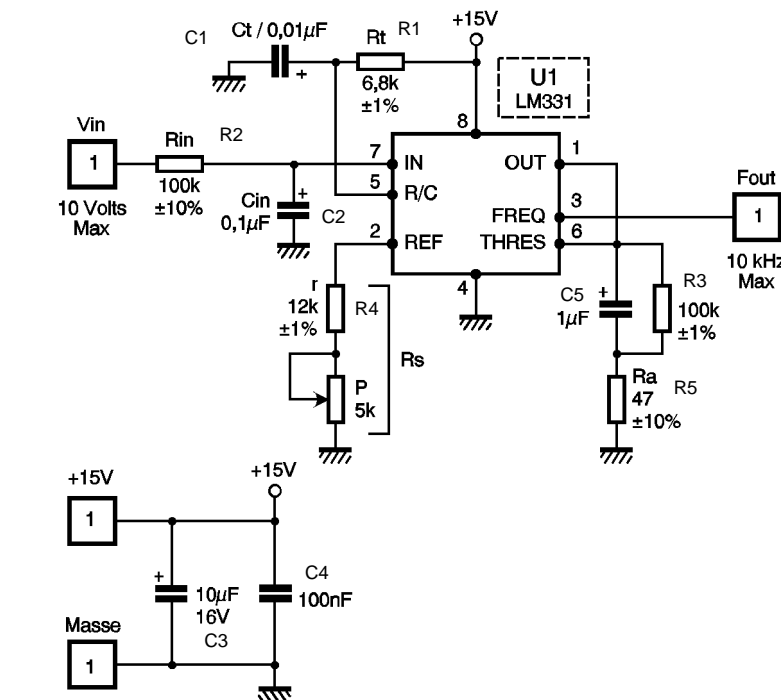 C1
Ct / 0,01µF
+
Rt
R1
6,8k
±1%
+15V
U1
LM331
Vin
1
10 Volts
Max
Rin
R2
100k
±10%
Cin
0,1µF
+
C2
8
7
IN
5
R/C
2
REF
4
OUT
1
FREQ
3
THRES
6
Fout
1
10 kHz
Max
r
12k
±1%
R4
P
5k
Rs
C5
+
1µF
R3
100k
±1%
Ra
47
±10%
R5
+15V
1
+15V
+
10µF
16V
C3
C4
100nF
Masse
1